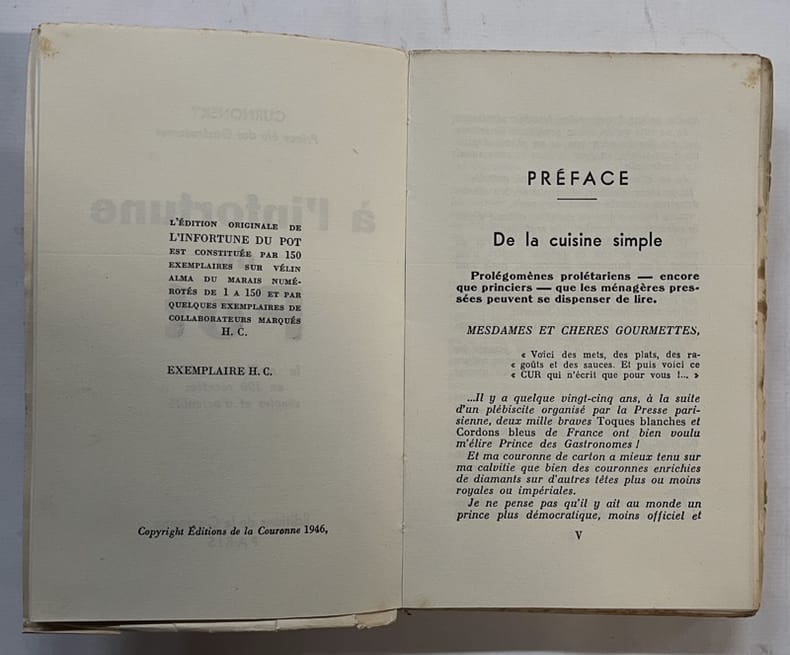 L'ÉDITION ORIGINALE DE
L'INFORTUNE DU POT
EST CONSTITUÉE PAR 150
EXEMPLAIRES SUR VÉLIN
ALMA DU MARAIS NUMÉ-
ROTÉS DE 1 A 150 ET PAR
QUELQUES EXEMPLAIRES DE
COLLABORATEURS MARQUÉS
H. C.
EXEMPLAIRE H. C.
Copyright Éditions de la Couronne 1946,
PRÉFACE
De la cuisine simple
Prolégomènes prolétariens — encore
que princiers — que les ménagères pres-
sées peuvent se dispenser de lire.
MESDAMES ET CHERES GOURMETTES,
« Voici des mets, des plats, des ra-
« goûts et des sauces. Et puis voici ce
« CUR qui n'écrit que pour vous !... »
...Il y a quelque vingt-cinq ans, à la suite
d'un plébiscite organisé par la Presse pari-
sienne, deux mille braves Toques blanches et
Cordons bleus de France ont bien voulu
m'élire Prince des Gastronomes !
Et ma couronne de carton a mieux tenu sur
ma calvitie que bien des couronnes enrichies
de diamants sur d'autres têtes plus ou moins
royales ou impériales.
Je ne pense pas qu'il y ait au monde un
prince plus démocratique, moins officiel et
V